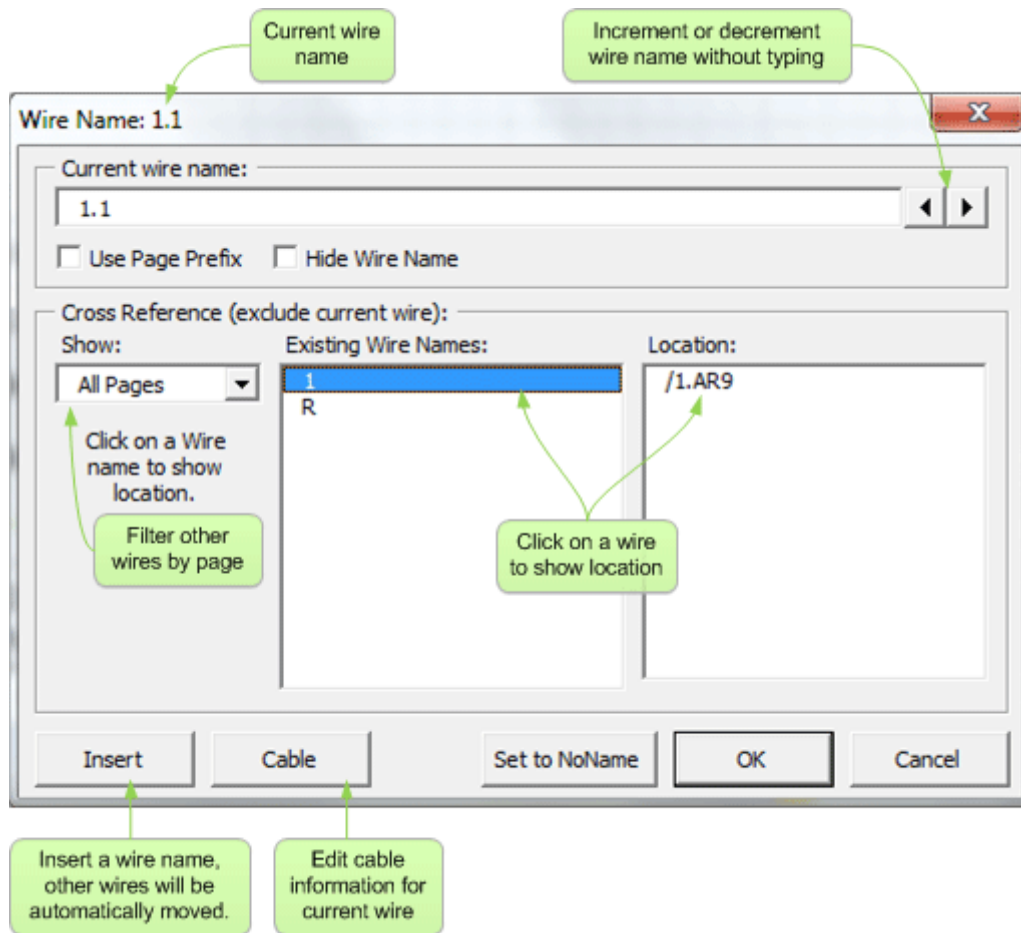 Current wire
name
Increment or decrement
wire name without typing
Wire Name: 1.1
Current wire name:
1.1
Use Page Prefix Hide Wire Name
Cross Reference (exclude current wire):
Show: Existing Wire Names: Location:
All Pages 1 /1.AR9
R
Click on a Wire
name to show
location.
Filter other
wires by page
Click on a wire
to show location
Insert Cable Set to NoName OK Cancel
Insert a wire name,
other wires will be
automatically moved.
Edit cable
information for
current wire